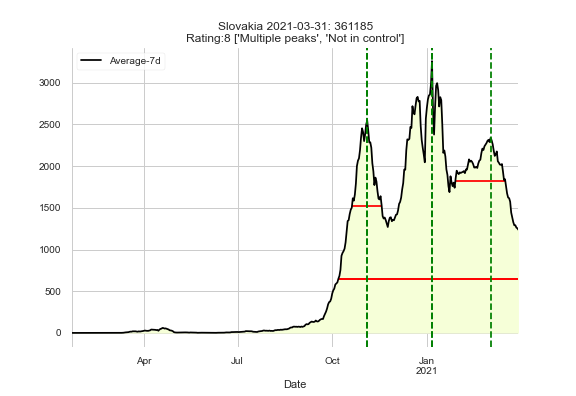 Slovakia 2021-03-31: 361185
Rating:8 ['Multiple peaks', 'Not in control']
Average-7d
3000
2500
2000
1500
1000
500
0
Apr
Jul
Oct
Jan
2021
Date